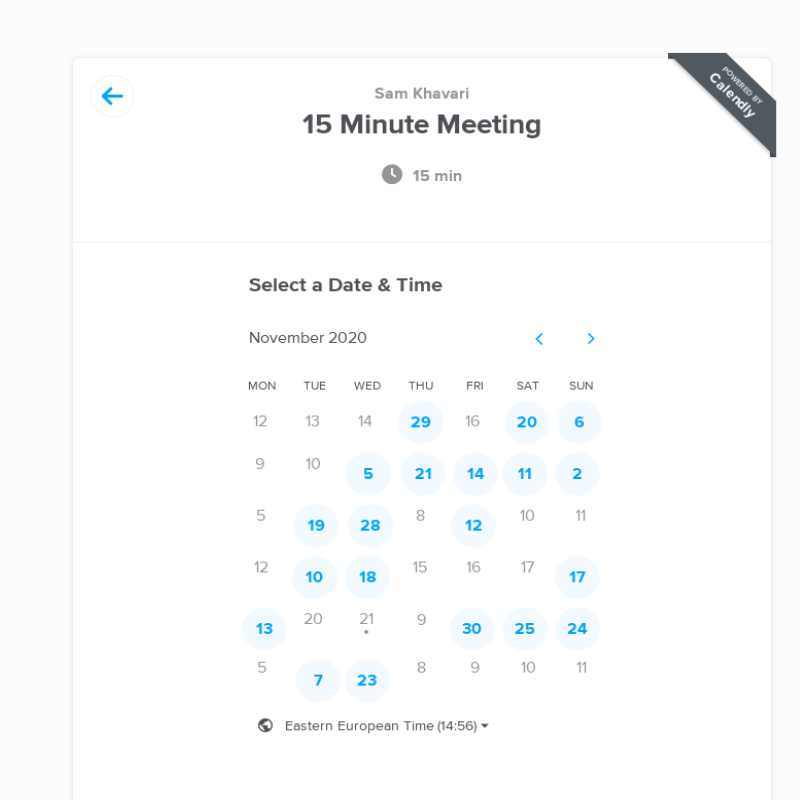 Sam Khavari
15 Minute Meeting
15 min
POWERED BY
Calendly
Select a Date & Time
November 2020
MON TUE WED THU FRI SAT SUN
12 13 14 29 16 20 6
9 10 5 21 14 11 2
5 19 28 8 12 10 11
12 10 18 15 16 17 17
13 20 21 9 30 25 24
5 7 23 8 9 10 11
Eastern European Time (14:56)